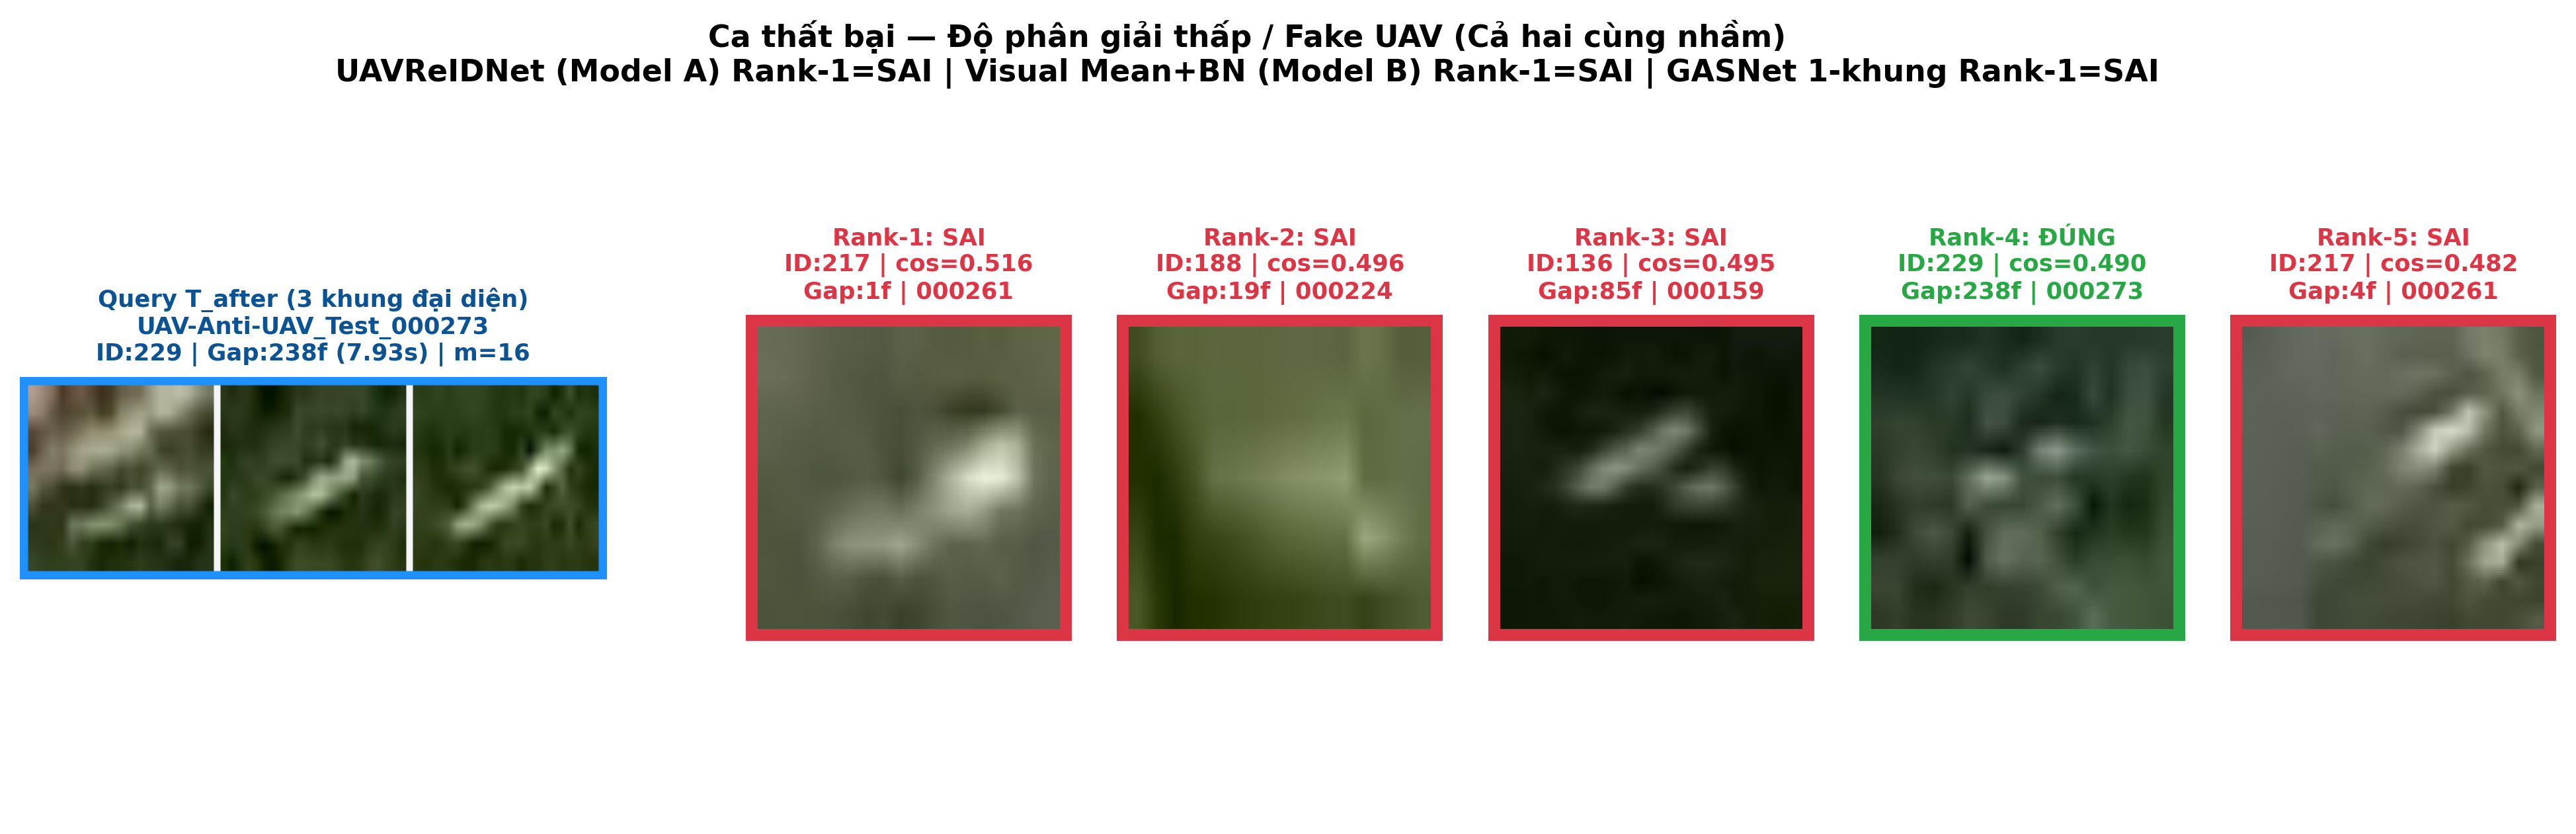 Ca thất bại — Độ phân giải thấp / Fake UAV (Cả hai cùng nhầm)
UAVReIDNet (Model A) Rank-1=SAI | Visual Mean+BN (Model B) Rank-1=SAI | GASNet 1-khung Rank-1=SAI
Query T_after (3 khung đại diện)
UAV-Anti-UAV_Test_000273
ID:229 | Gap:238f (7.93s) | m=16
Rank-1: SAI
ID:217 | cos=0.516
Gap:1f | 000261
Rank-2: SAI
ID:188 | cos=0.496
Gap:19f | 000224
Rank-3: SAI
ID:136 | cos=0.495
Gap:85f | 000159
Rank-4: ĐÚNG
ID:229 | cos=0.490
Gap:238f | 000273
Rank-5: SAI
ID:217 | cos=0.482
Gap:4f | 000261